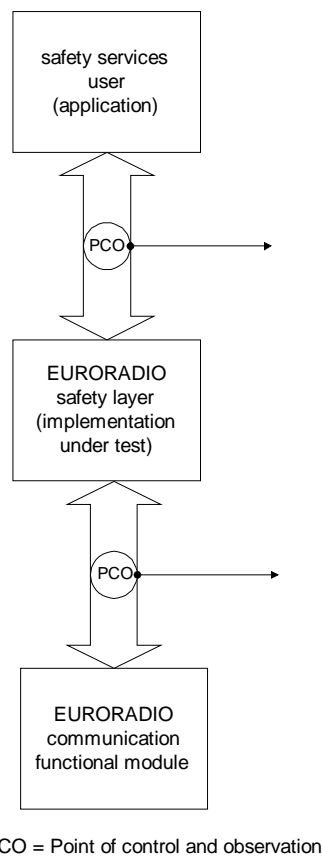 safety services
user
(application)
PCO
EURORADIO
safety layer
(implementation
under test)
PCO
EURORADIO
communication
functional module
CO = Point of control and observation